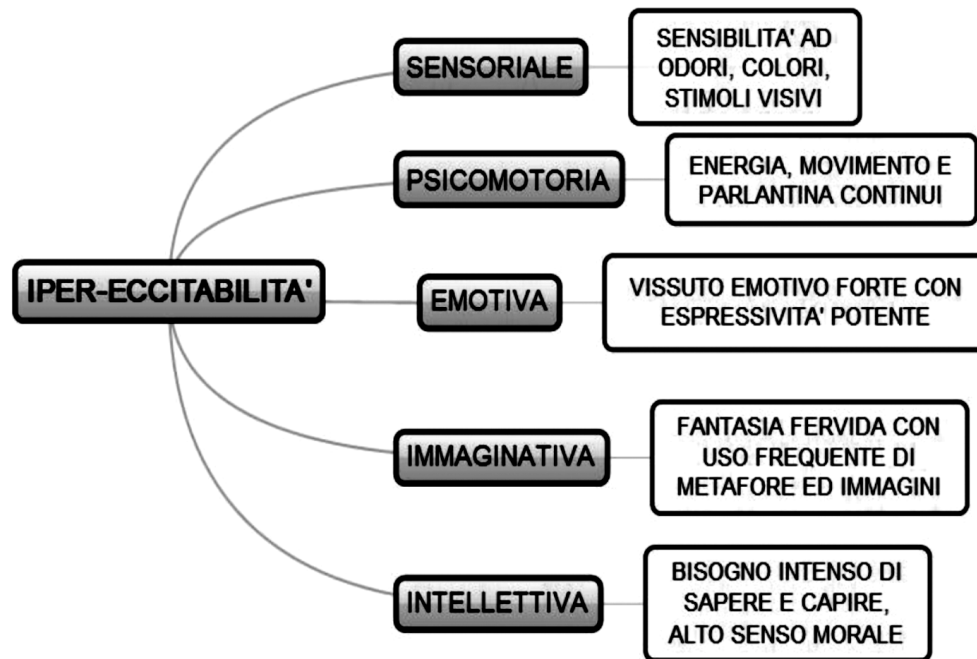 SENSORIALE
SENSIBILITA' AD
ODORI, COLORI,
STIMOLI VISIVI
PSICOMOTORIA
ENERGIA, MOVIMENTO E
PARLANTINA CONTINUI
IPER-ECCITABILITA'
EMOTIVA
VISSUTO EMOTIVO FORTE CON
ESPRESSIVITA' POTENTE
IMMAGINATIVA
FANTASIA FERVIDA CON
USO FREQUENTE DI
METAFORE ED IMMAGINI
INTELLETTIVA
BISOGNO INTENSO DI
SAPERE E CAPIRE,
ALTO SENSO MORALE